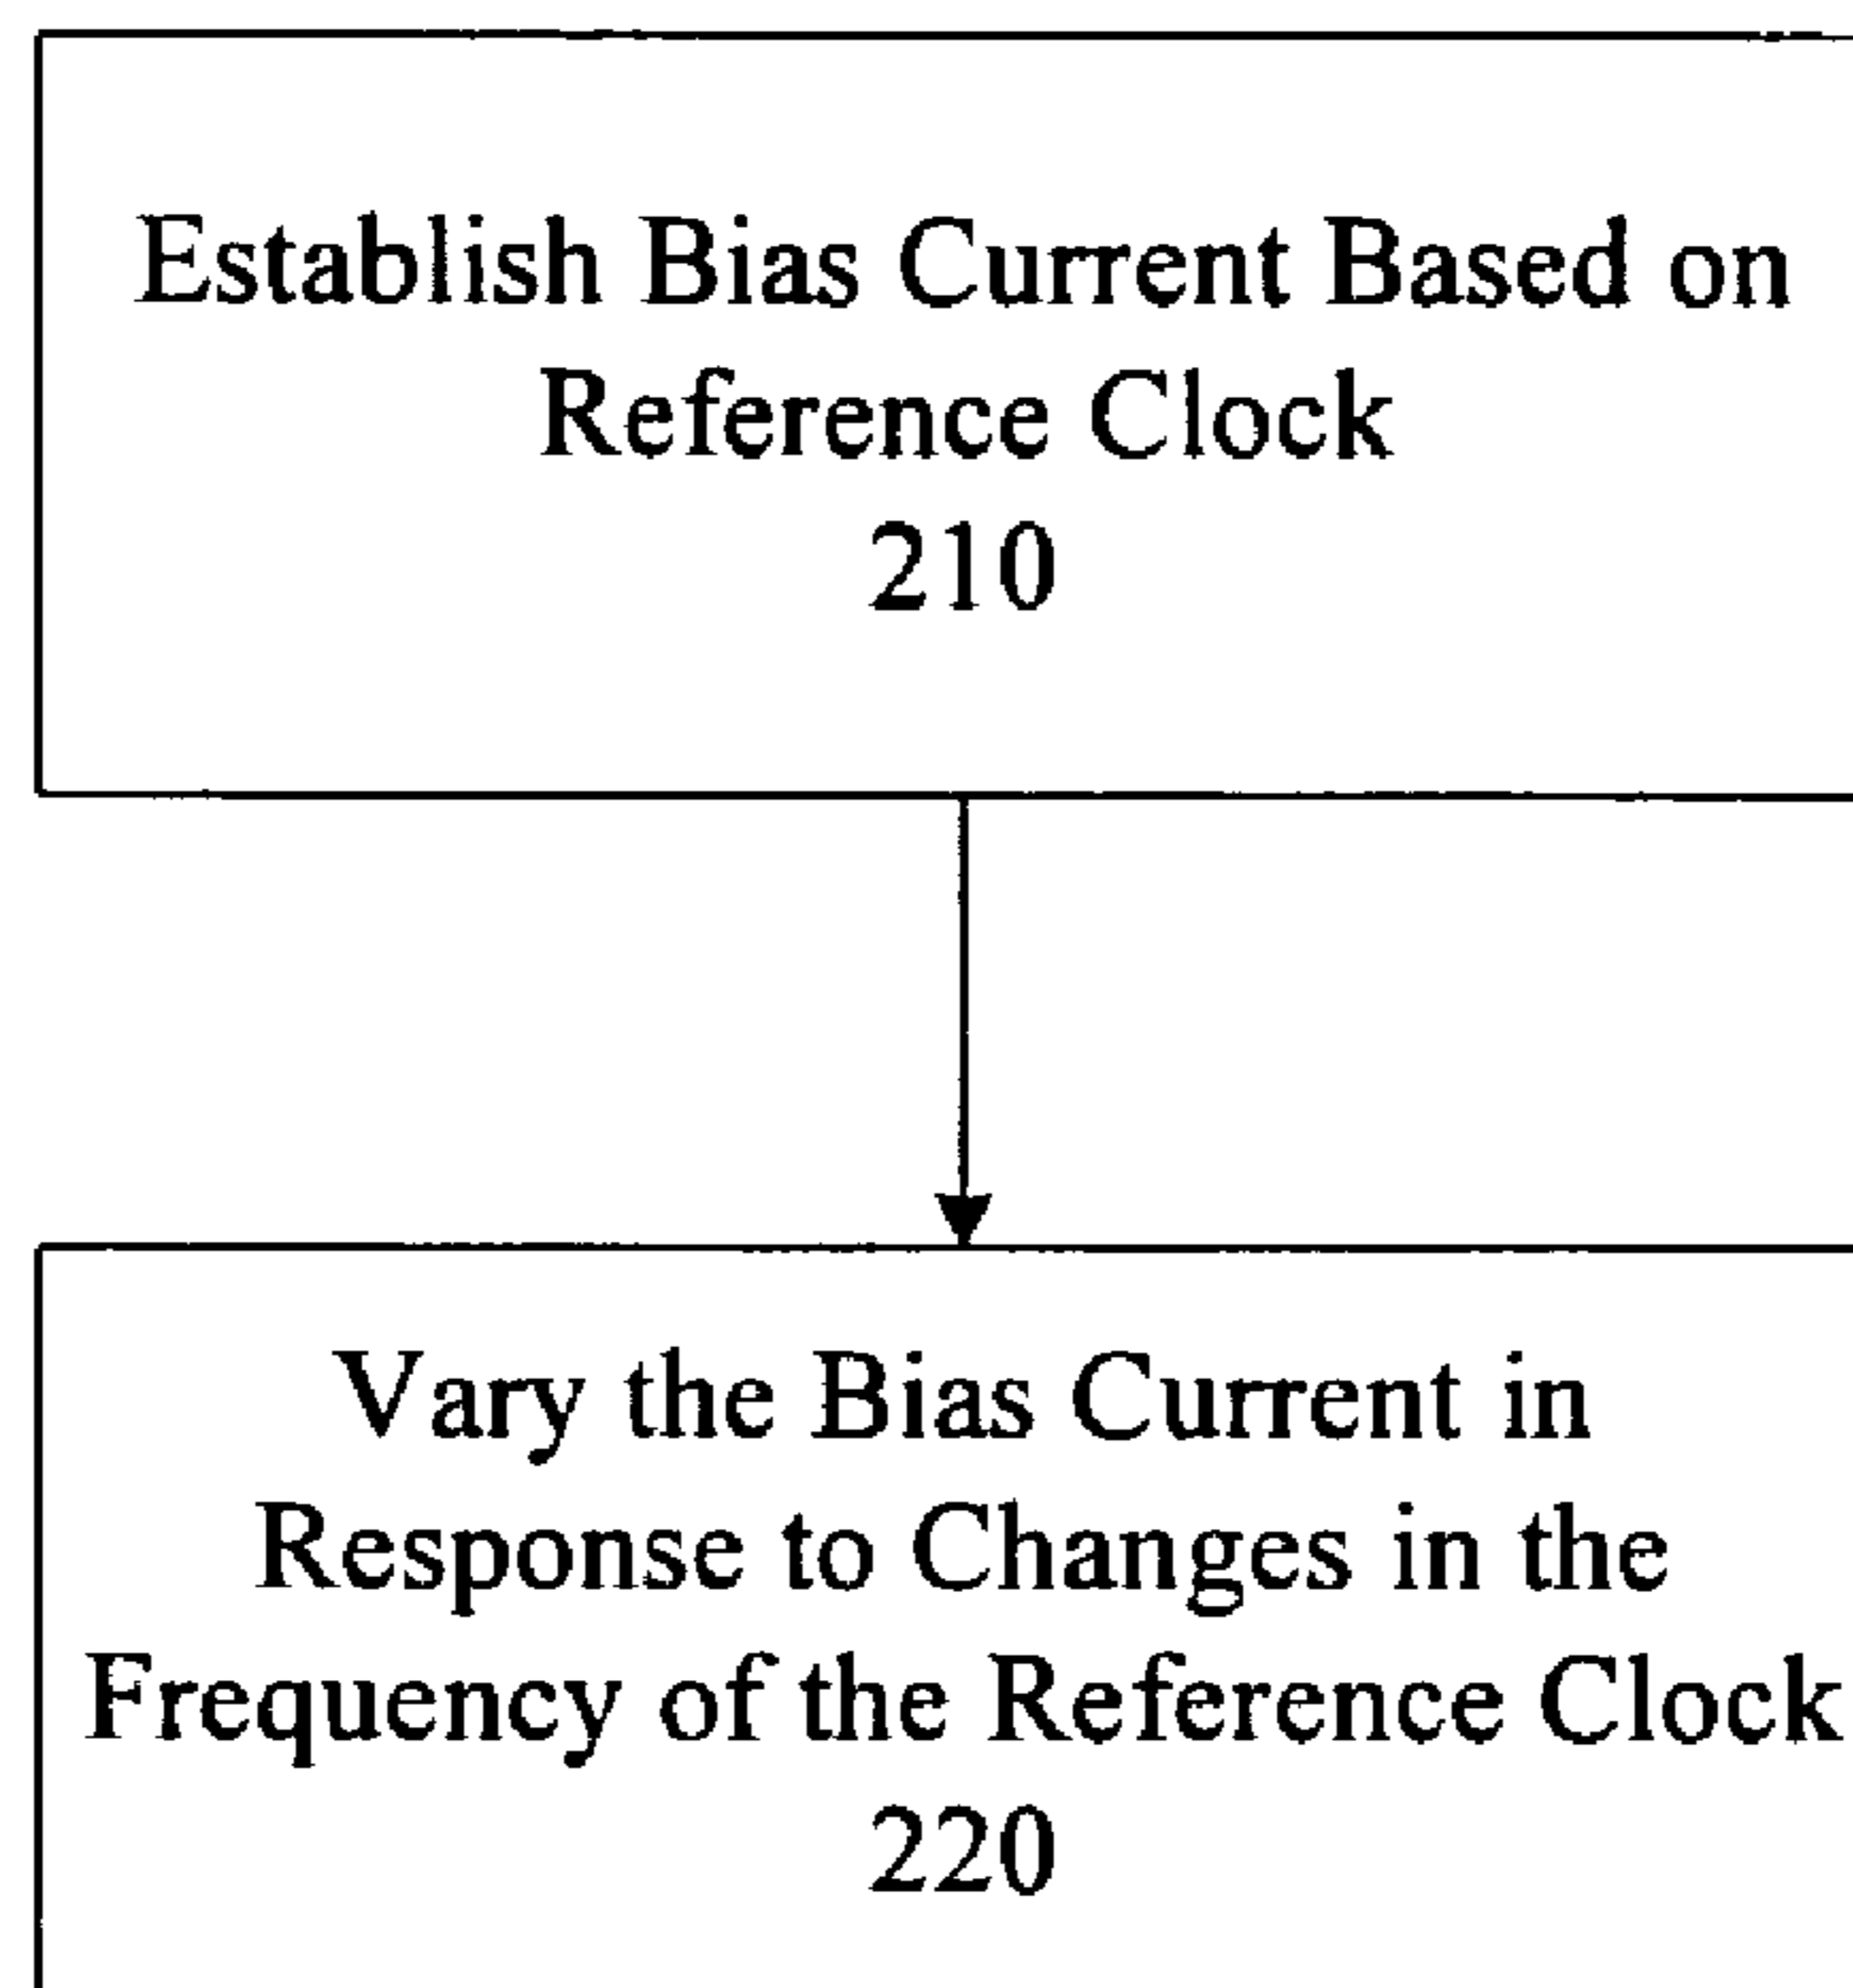 Establish Bias Current Based on
Reference Clock
210
Vary the Bias Current in
Response to Changes in the
Frequency of the Reference Clock
220